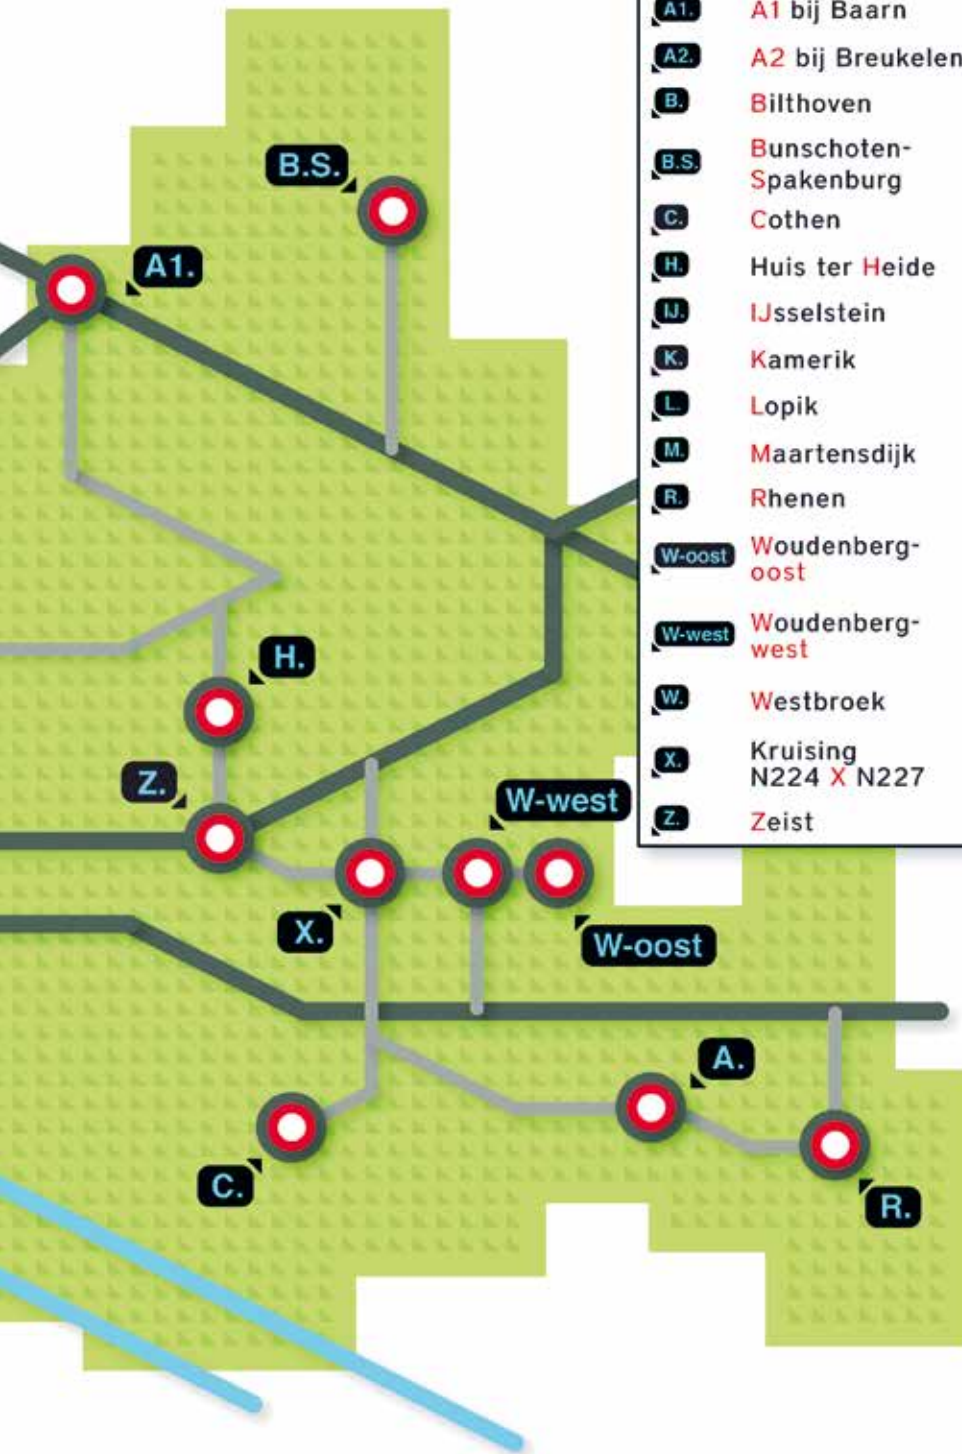 B.S.
A1.
H.
Z.
W-west
X.
W-oost
A.
C.
R.
A1. A1 bij Baarn
A2. A2 bij Breukelen
B. Bilthoven
B.S. Bunschoten-
Spakenburg
C. Cothen
H. Huis ter Heide
IJ. IJsselstein
K. Kamerik
L. Lopik
M. Maartensdijk
R. Rhenen
W-oost Woudenberg-
oost
W-west Woudenberg-
west
W. Westbroek
X. Kruising
N224 X N227
Z. Zeist